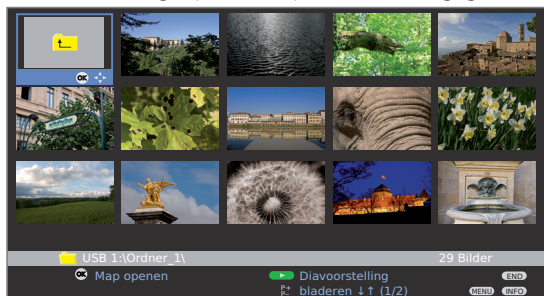 OK
USB 1:\Ordner_1\ 29 Bilder
OK Map openen Diavoorstelling END
P+ P- bladeren ↓↑ (1/2) MENU INFO